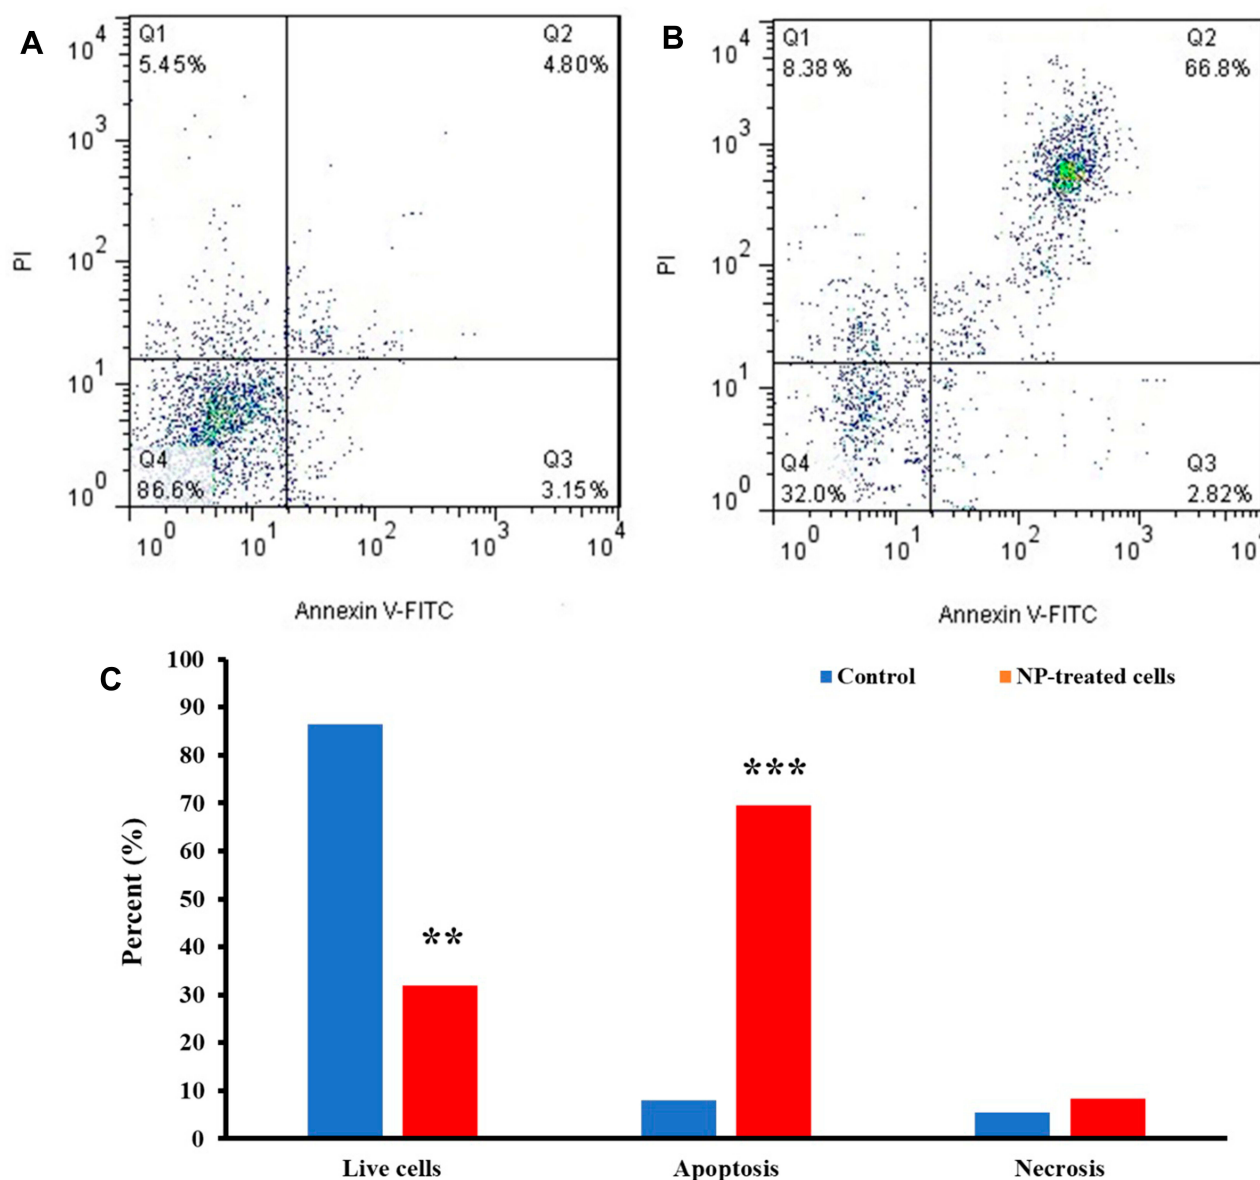 A
Q1
5.45%
Q2
4.80%
10^4
10^3
10^2
10^1
10^0
PI
Q4
86.6%
Q3
3.15%
10^0 10^1 10^2 10^3 10^4
Annexin V-FITC
B
Q1
8.38 %
Q2
66.8%
10^4
10^3
10^2
10^1
10^0
PI
Q4
32.0%
Q3
2.82%
10^0 10^1 10^2 10^3 10
Annexin V-FITC
C
Control NP-treated cells
100
90
80
70
60
50
40
30
20
10
0
Percent (%)
**
***
Live cells Apoptosis Necrosis